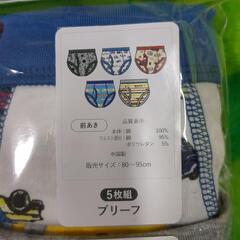 前あき
品質表示
本体：綿 100%
ウエスト部分：綿 95%
ポリウレタン 5%
中国製
販売サイズ：80～95cm
5枚組
ブリーフ